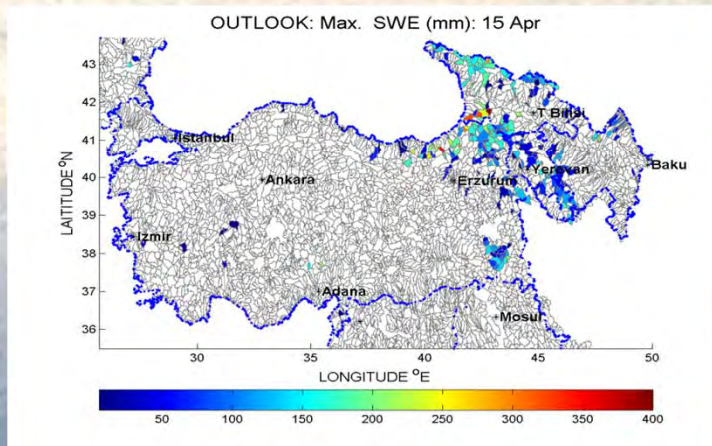 OUTLOOK: Max. SWE (mm): 15 Apr
43
42
41
40
39
38
37
36
LAITITUDE ºN
Istanbul
T Bilisi
Ankara
Erzurum
Yerevan
Baku
Izmir
Adana
Mosul
30
35
40
45
50
LONGITUDE ºE
50
100
150
200
250
300
350
400